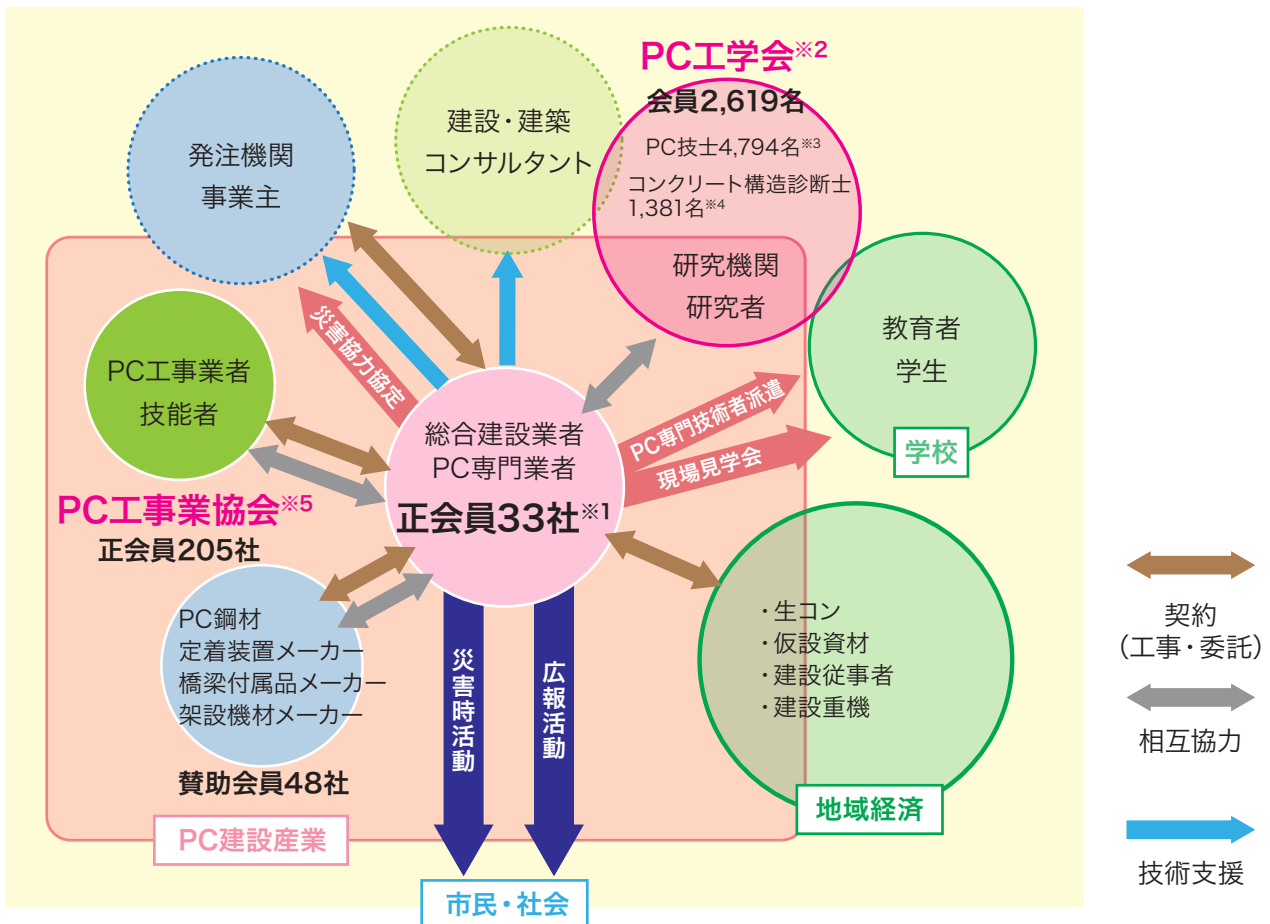 PC工学会※2
会員2,619名
PC技士4,794名※3
コンクリート構造診断士
1,381名※4
研究機関
研究者
建設・建築
コンサルタント
発注機関
事業主
教育者
学生
学校
PC工事業者
技能者
PC工事業協会※5
正会員205社
災害協力協定
総合建設業者
PC専門業者
正会員33社※1
PC専門技術者派遣
現場見学会
PC鋼材
定着装置メーカー
橋梁付属品メーカー
架設機材メーカー
賛助会員48社
PC建設産業
災害時活動
広報活動
市民・社会
・生コン
・仮設資材
・建設従事者
・建設重機
地域経済
契約
（工事・委託）
相互協力
技術支援